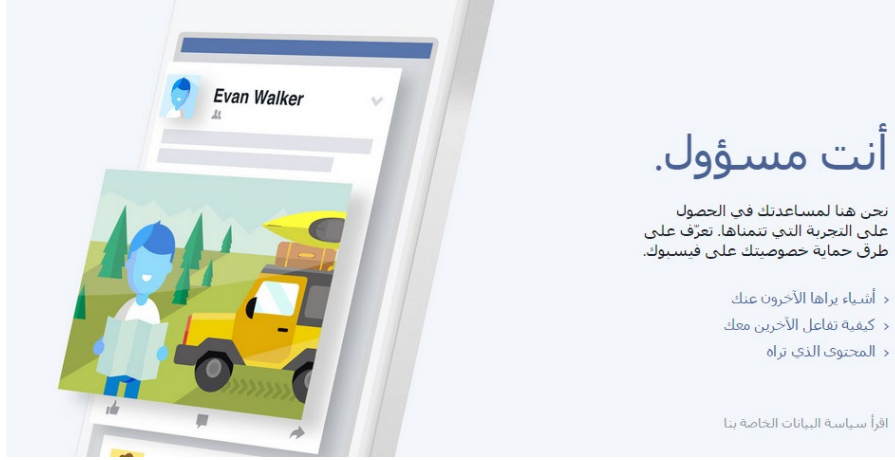 Evan Walker
أنت مسؤول.
نحن هنا لمساعدتك في الحصول
على التجربة التي تتمناها. تعرّف على
طرق حماية خصوصيتك على فيسبوك.
‹ أشياء يراها الآخرون عنك
‹ كيفية تفاعل الآخرين معك
‹ المحتوى الذي تراه
اقرأ سياسة البيانات الخاصة بنا